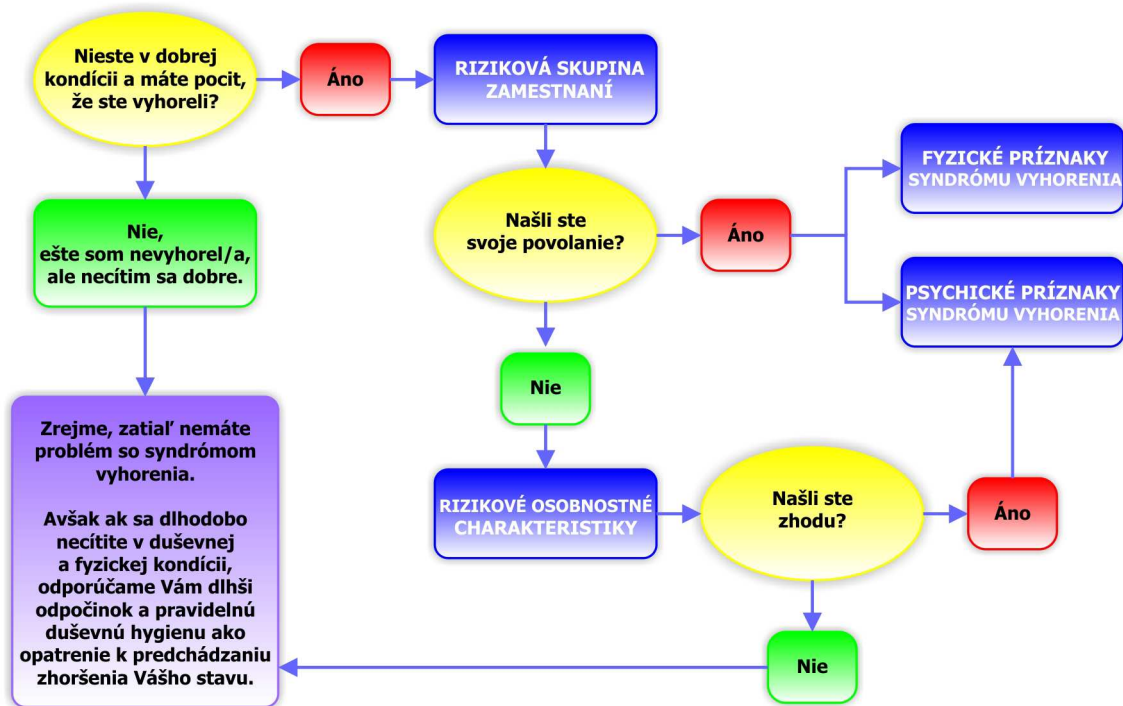 Nieste v dobrej
kondícii a máte pocit,
že ste vyhoreli?
Áno
RIZIKOVÁ SKUPINA
ZAMESTNANÍ
Nie,
ešte som nevyhorel/a,
ale necítim sa dobre.
Našli ste
svoje povolanie?
Áno
FYZICKÉ PRÍZNAKY
SYNDRÓMU VYHORENIA
PSYCHICKÉ PRÍZNAKY
SYNDRÓMU VYHORENIA
Nie
RIZIKOVÉ OSOBNOSTNÉ
CHARAKTERISTIKY
Našli ste
zhodu?
Áno
Nie
Zrejme, zatiaľ nemáte
problém so syndrómom
vyhorenia.
Avšak ak sa dlhodobo
necítite v duševnej
a fyzickej kondícii,
odporúčame Vám dlhši
odpočinok a pravidelnú
duševnú hygienu ako
opatrenie k predchádzaniu
zhoršenia Vášho stavu.